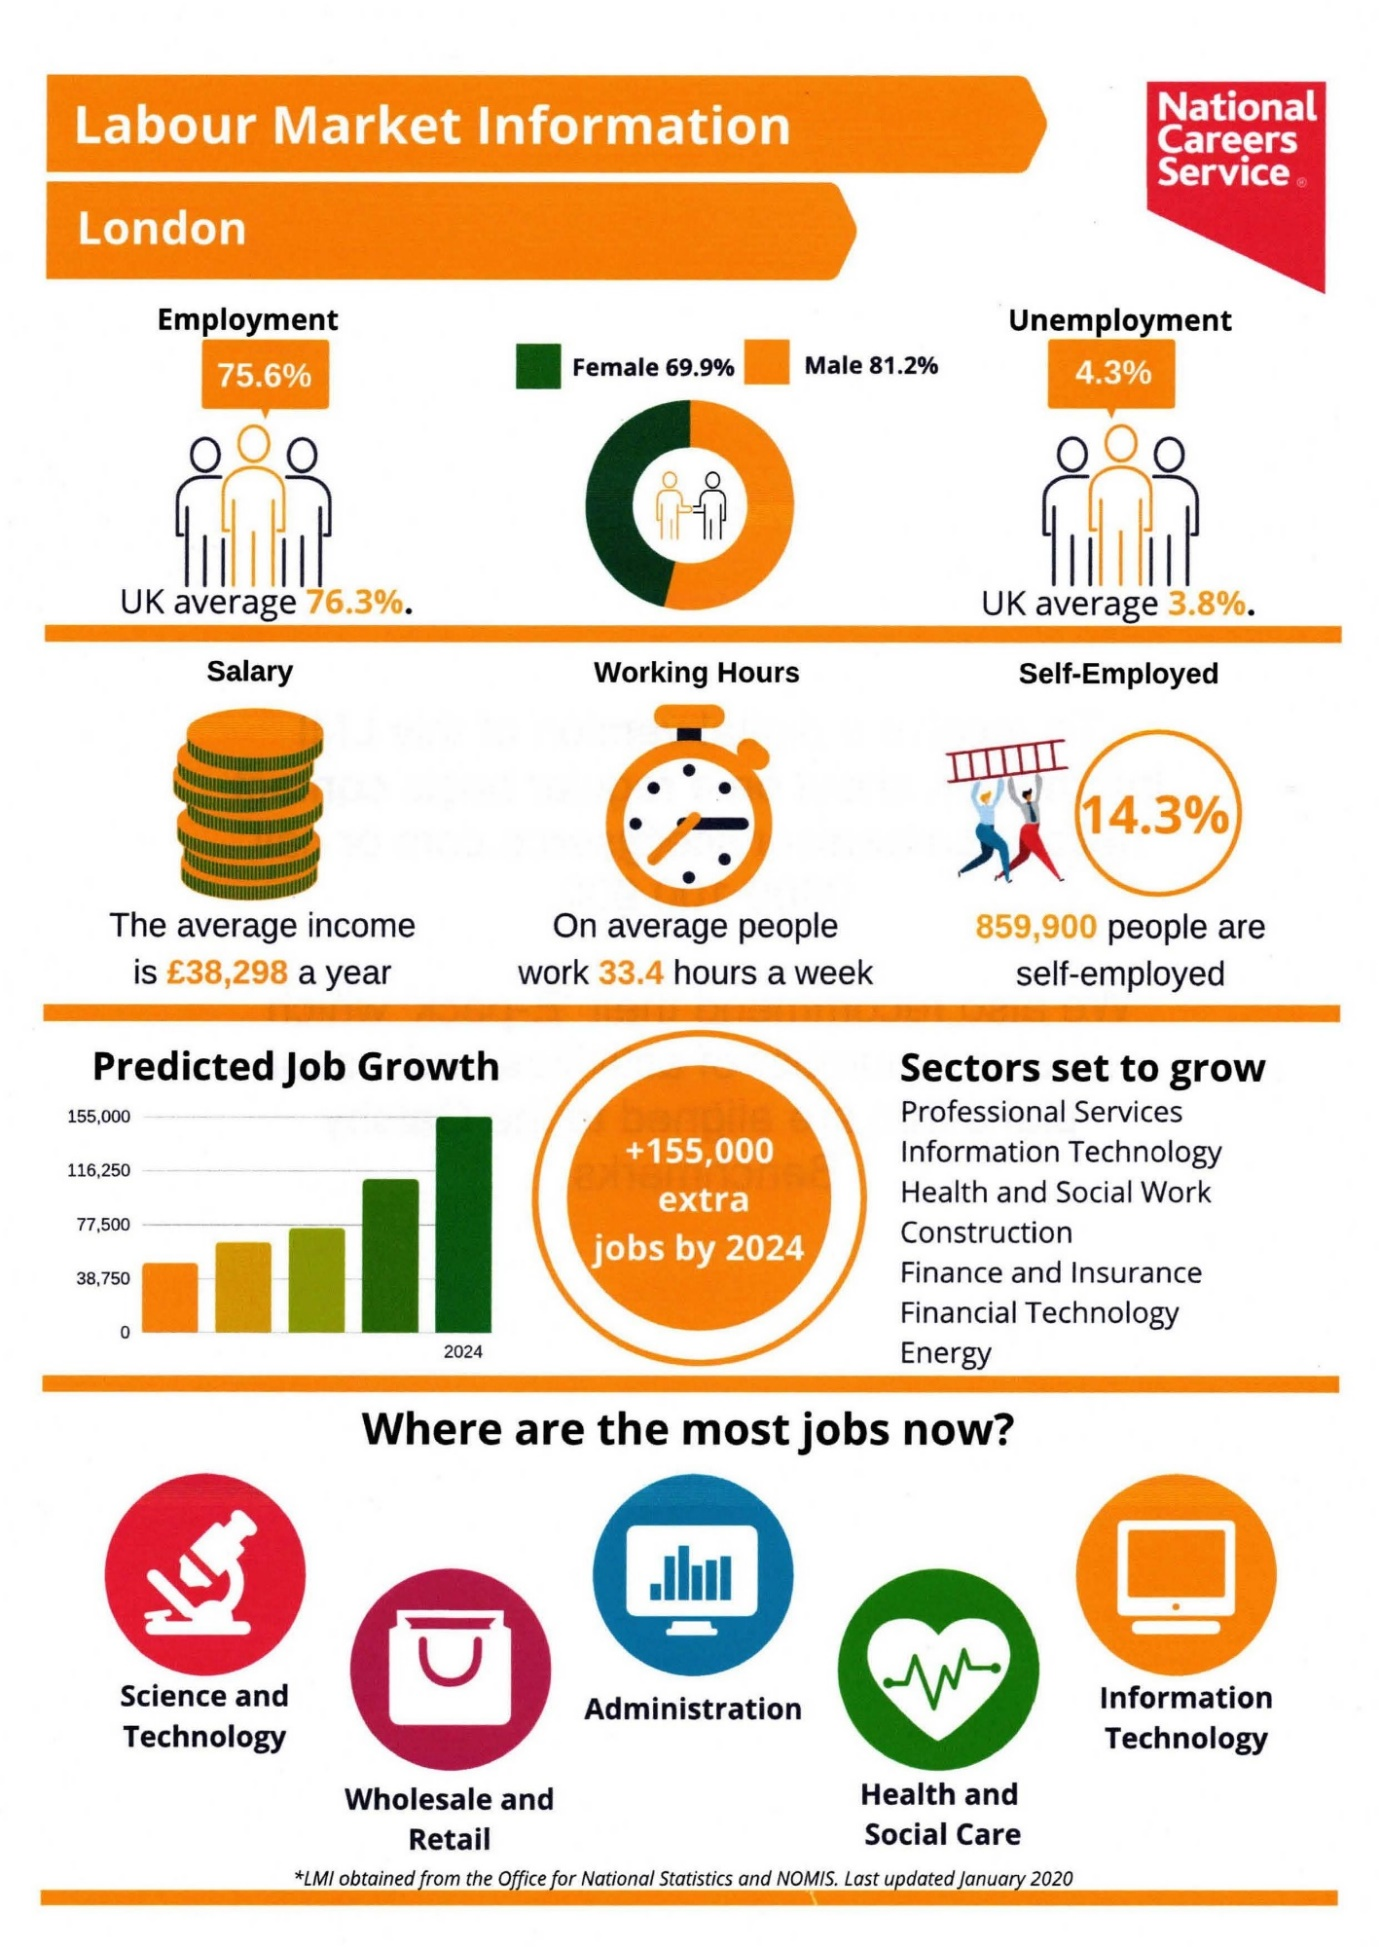 Labour Market Information
National
Careers
Service
London
Employment
75.6%
UK average 76.3%.
Female 69.9%
Male 81.2%
Unemployment
4.3%
UK average 3.8%.
Salary
The average income
is £38,298 a year
Working Hours
On average people
work 33.4 hours a week
Self-Employed
14.3%
859,900 people are
self-employed
Predicted Job Growth
155,000
116,250
77,500
38,750
0
2024
+155,000
extra
jobs by 2024
Sectors set to grow
Professional Services
Information Technology
Health and Social Work
Construction
Finance and Insurance
Financial Technology
Energy
Where are the most jobs now?
Science and
Technology
Wholesale and
Retail
Administration
Health and
Social Care
Information
Technology
*LMI obtained from the Office for National Statistics and NOMIS. Last updated January 2020